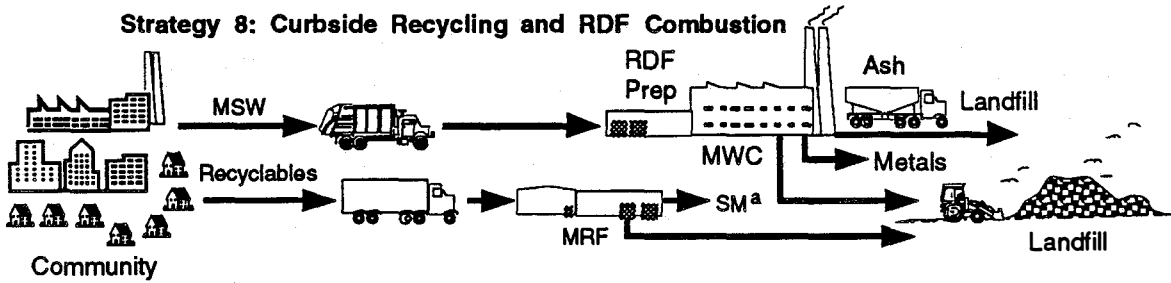 Strategy 8: Curbside Recycling and RDF Combustion
RDF
Prep
Ash
MSW
Landfill
MWC
Metals
Recyclables
SMª
MRF
Landfill
Community